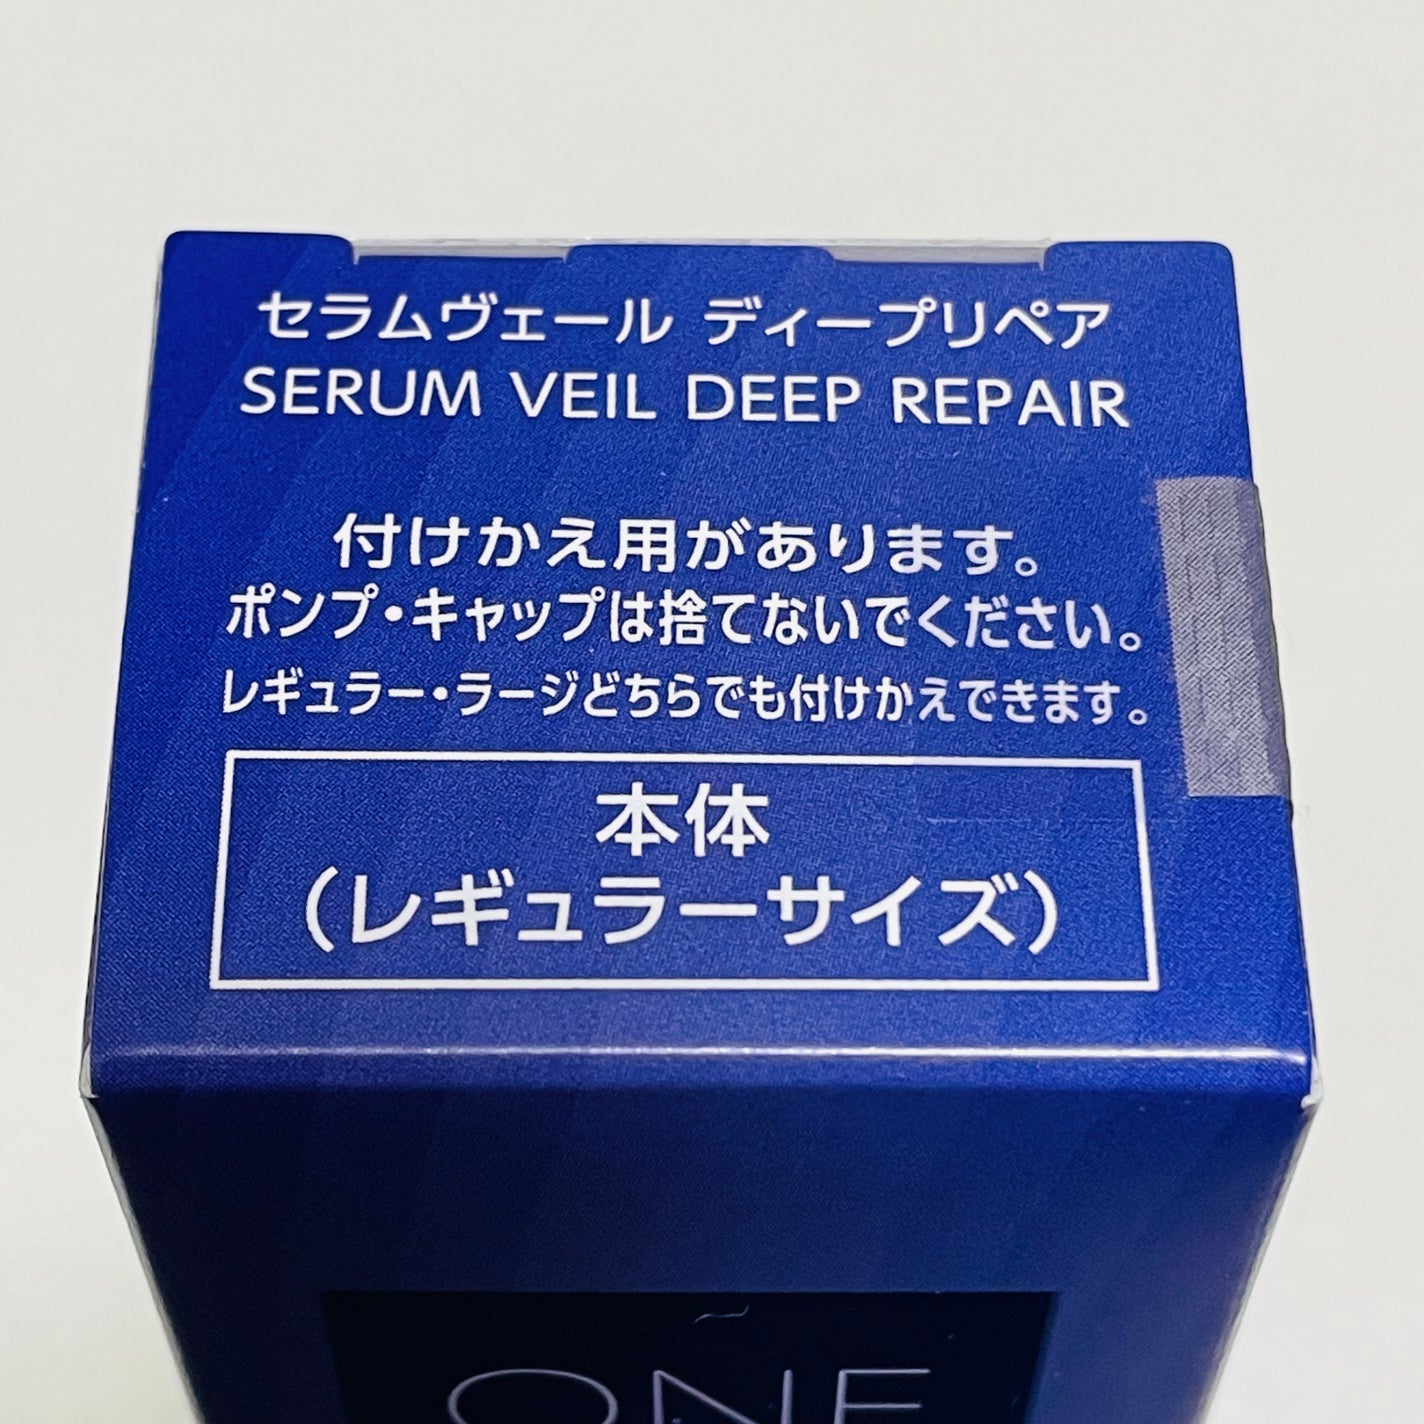 セラムヴェール ディープリペア
SERUM VEIL DEEP REPAIR
付けかえ用があります。
ポンプ・キャップは捨てないでください。
レギュラー・ラージどちらでも付けかえできます。
本体
（レギュラーサイズ）
ONE